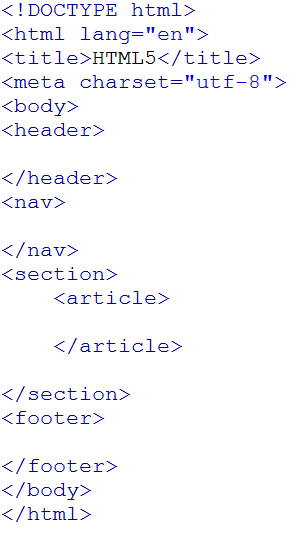 <!DOCTYPE html>
<html lang="en">
<title>HTML5</title>
<meta charset="utf-8">
<body>
<header>
</header>
<nav>
</nav>
<section>
<article>
</article>
</section>
<footer>
</footer>
</body>
</html>